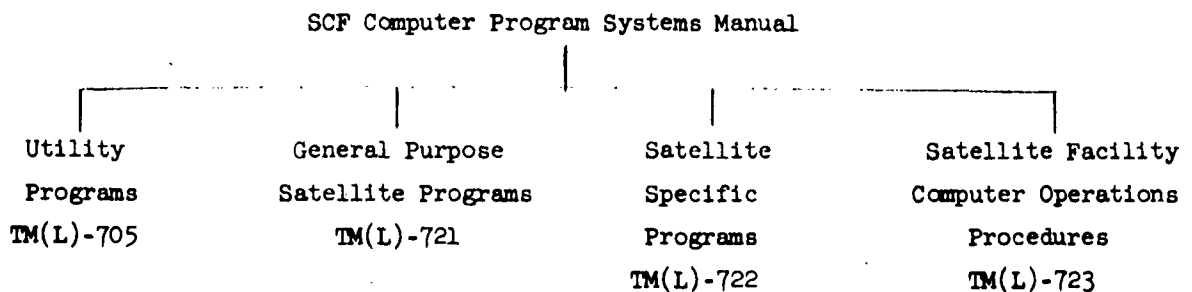 SCF Computer Program Systems Manual
Utility
Programs
TM(L)-705
General Purpose
Satellite Programs
TM(L)-721
Satellite
Specific
Programs
TM(L)-722
Satellite Facility
Computer Operations
Procedures
TM(L)-723